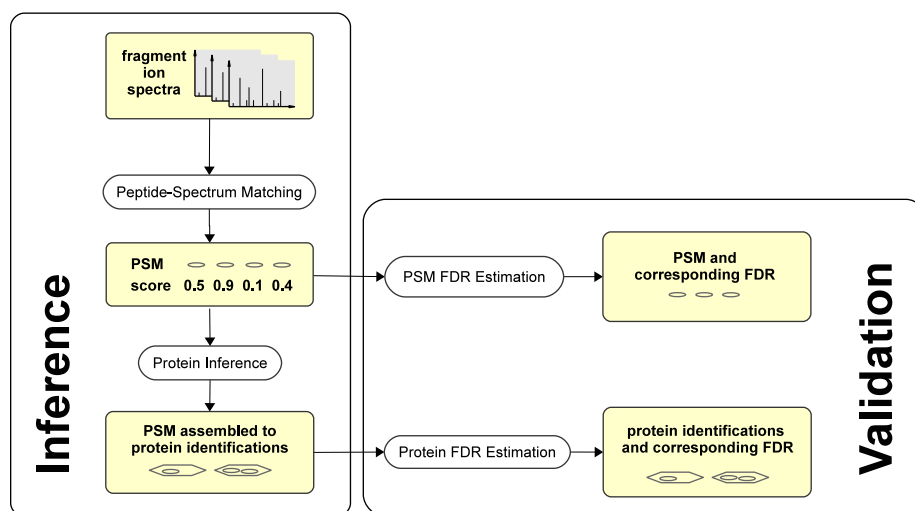 fragment
ion
spectra
Peptide-Spectrum Matching
PSM
score 0.5 0.9 0.1 0.4
Protein Inference
PSM assembled to
protein identifications
Inference
PSM FDR Estimation
PSM and
corresponding FDR
Protein FDR Estimation
protein identifications
and corresponding FDR
Validation